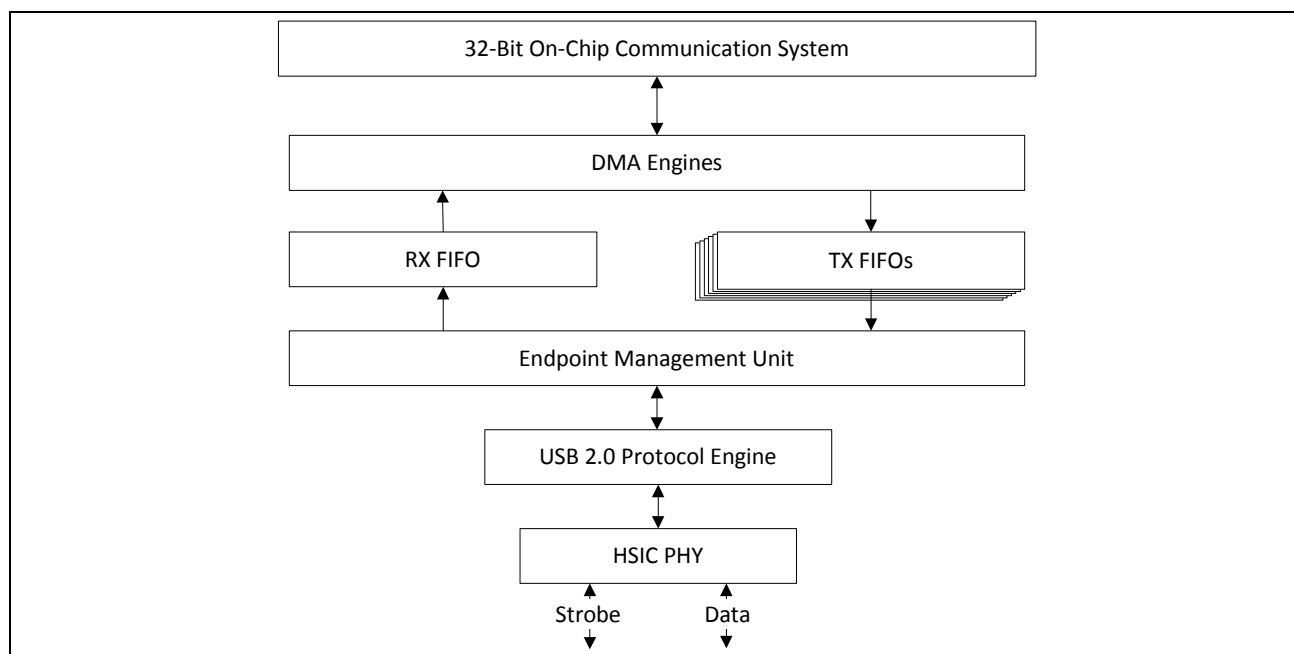 32-Bit On-Chip Communication System
DMA Engines
RX FIFO
TX FIFOs
Endpoint Management Unit
USB 2.0 Protocol Engine
HSIC PHY
Strobe
Data